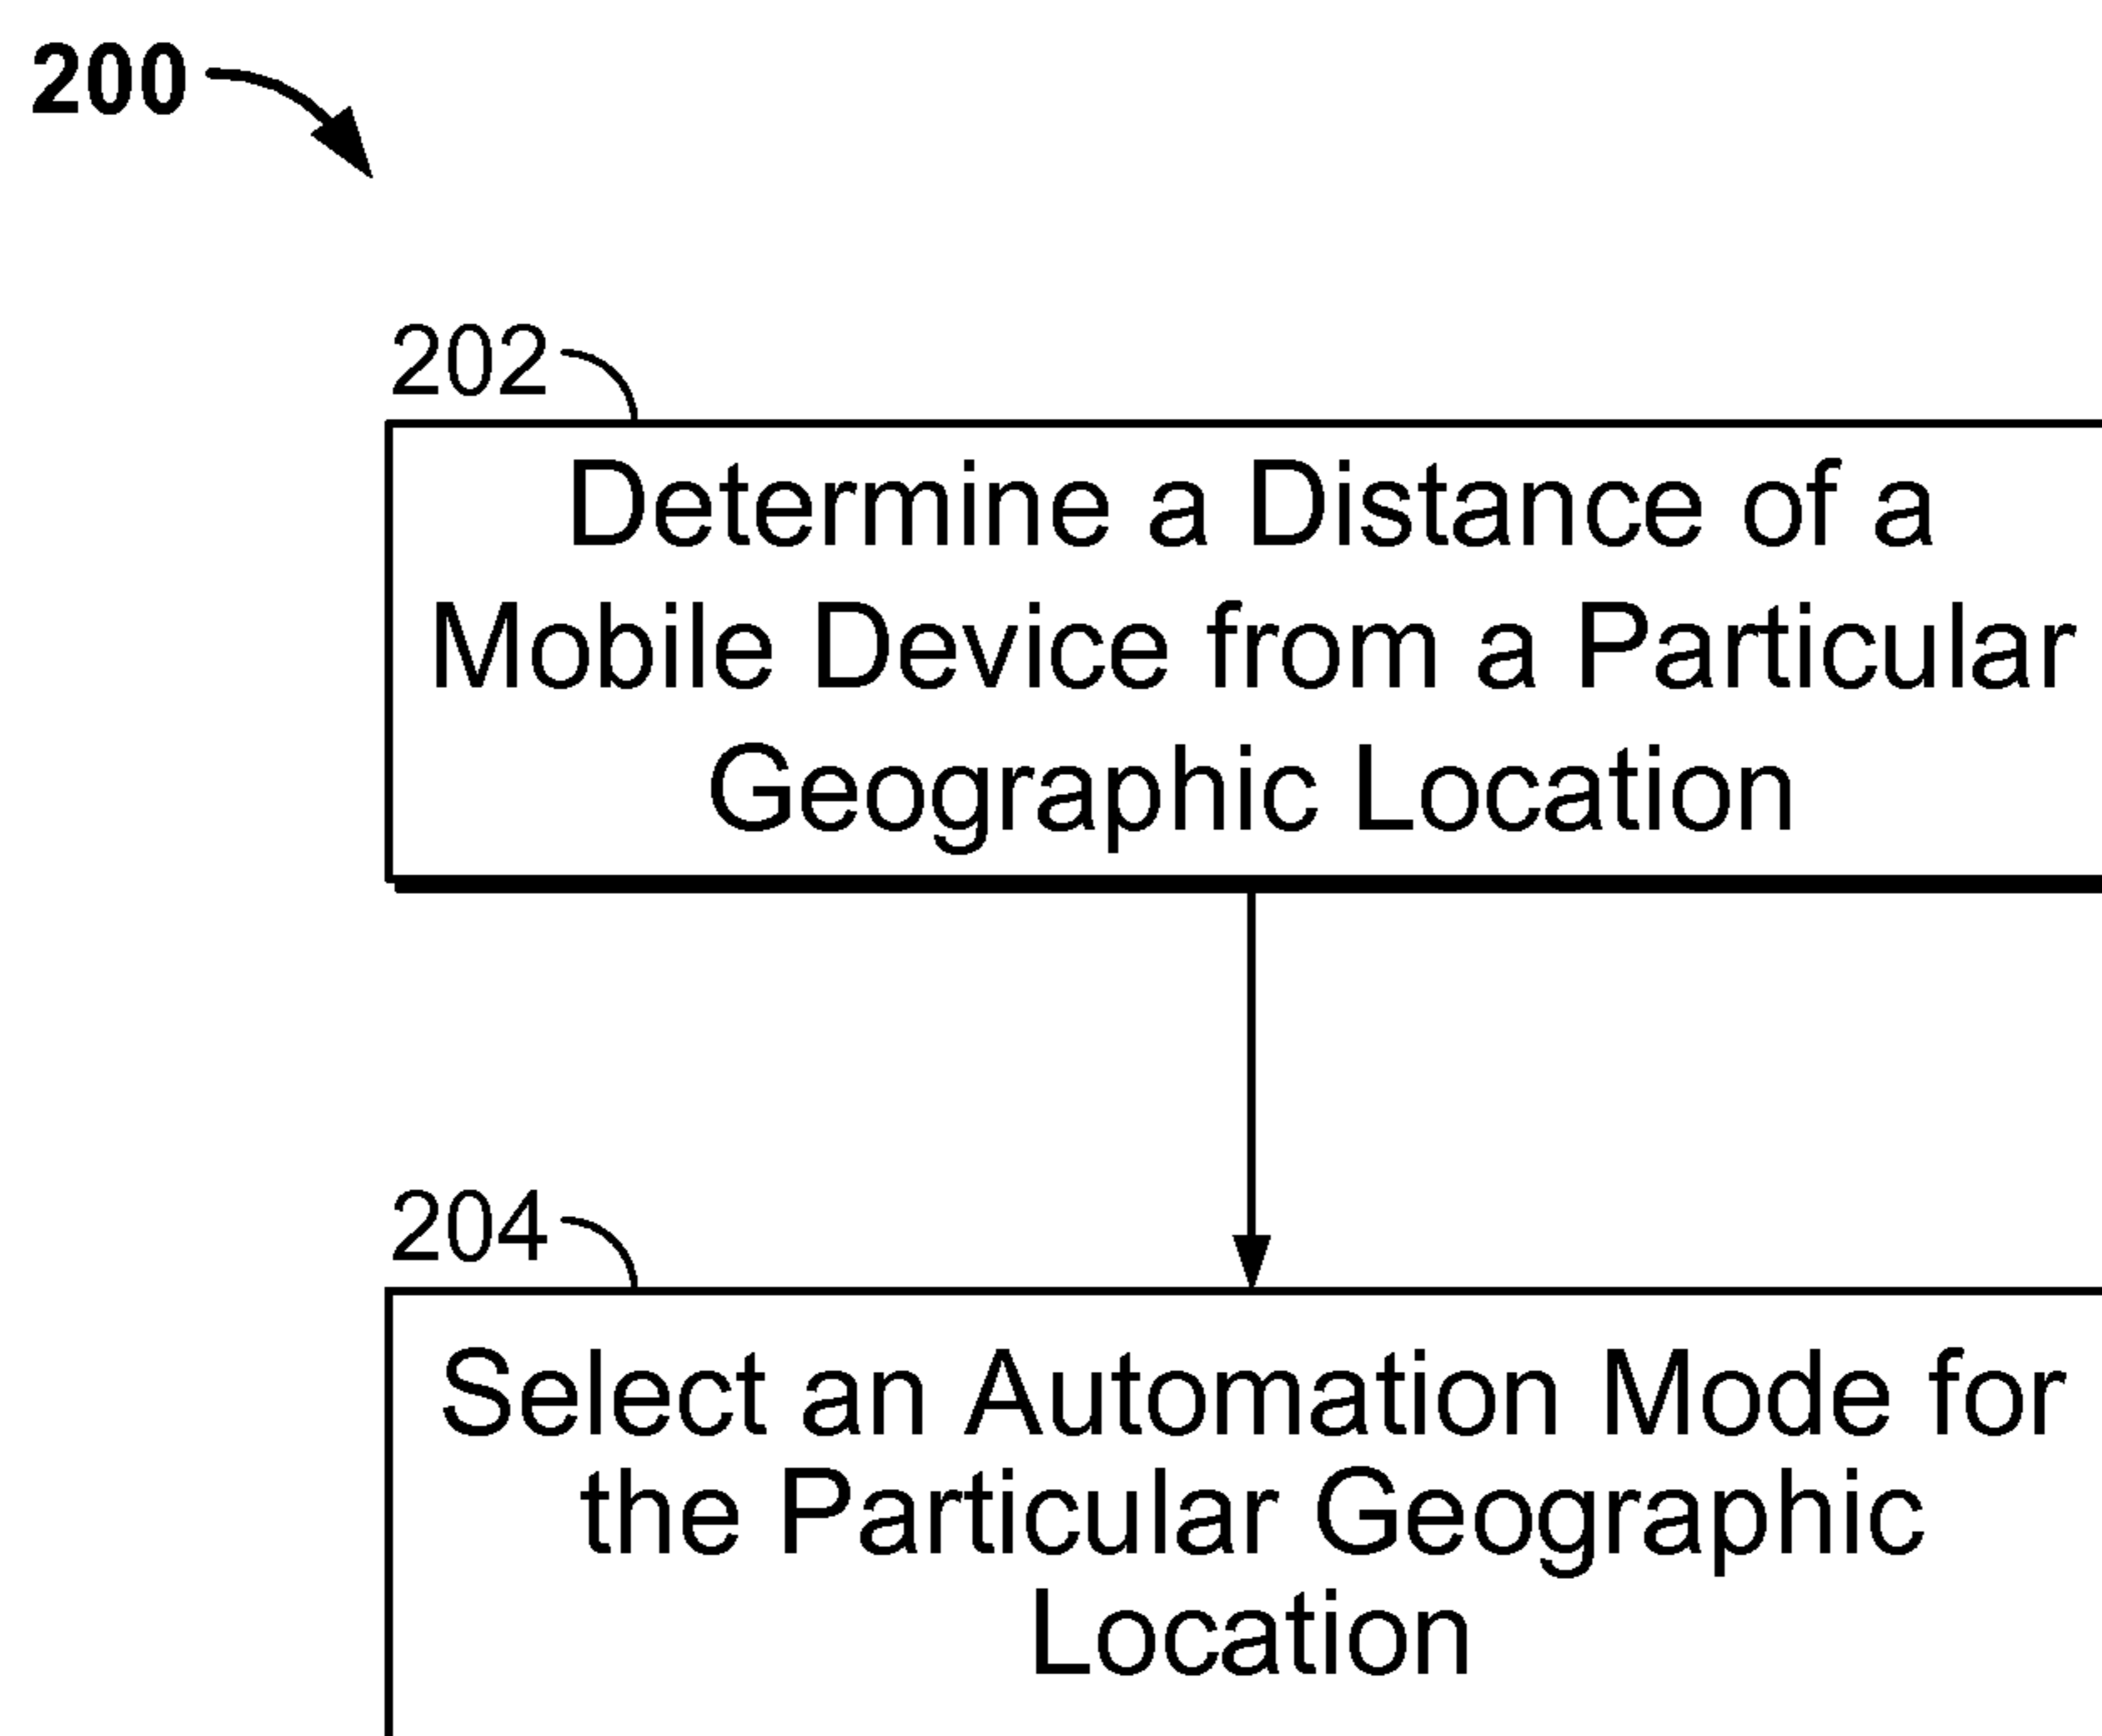 200
202
Determine a Distance of a
Mobile Device from a Particular
Geographic Location
204
Select an Automation Mode for
the Particular Geographic
Location